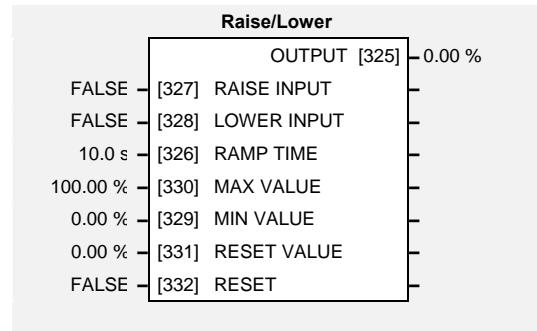 Raise/Lower
OUTPUT [325] 0.00 %
FALSE [327] RAISE INPUT
FALSE [328] LOWER INPUT
10.0 s [326] RAMP TIME
100.00 % [330] MAX VALUE
0.00 % [329] MIN VALUE
0.00 % [331] RESET VALUE
FALSE [332] RESET